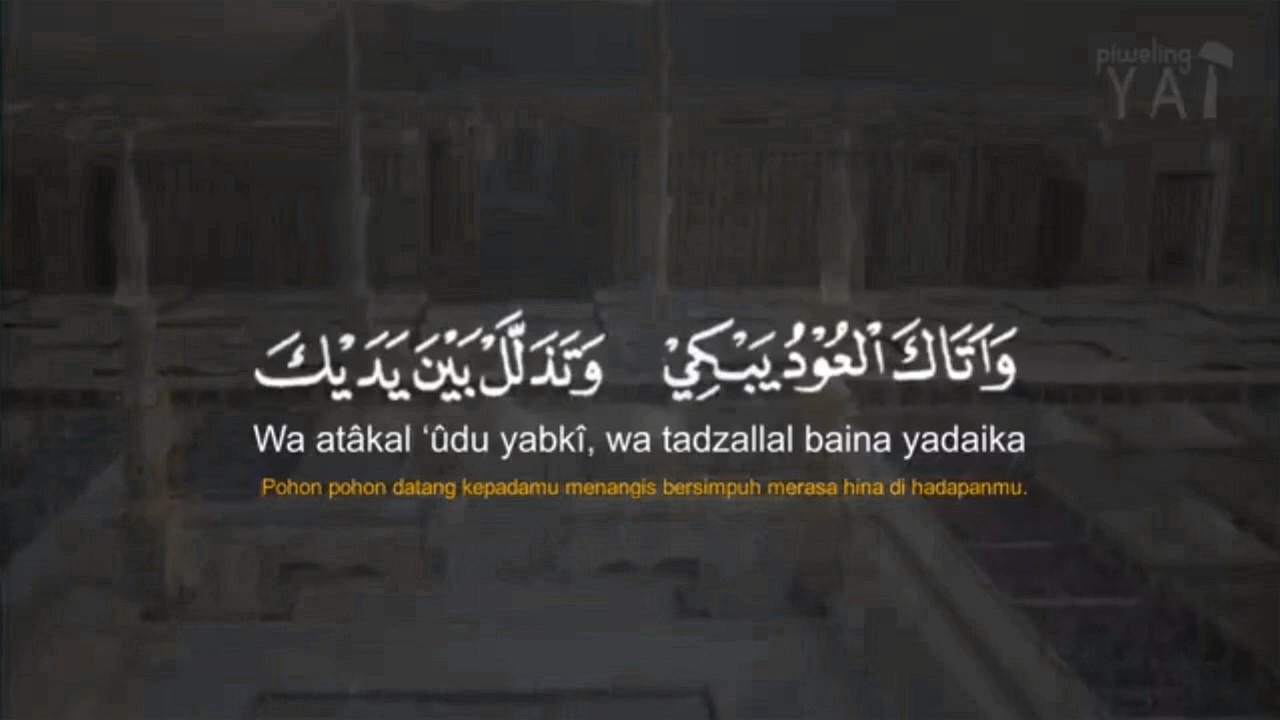 piweling
YAI
وَاَتَاكَ الْعُوْدُ يَبْكِيْ وَتَذَلَّلْ بَيْنَ يَدَيْكَ
Wa atâkal ‘ûdu yabkî, wa tadzallal baina yadaika
Pohon pohon datang kepadamu menangis bersimpuh merasa hina di hadapanmu.